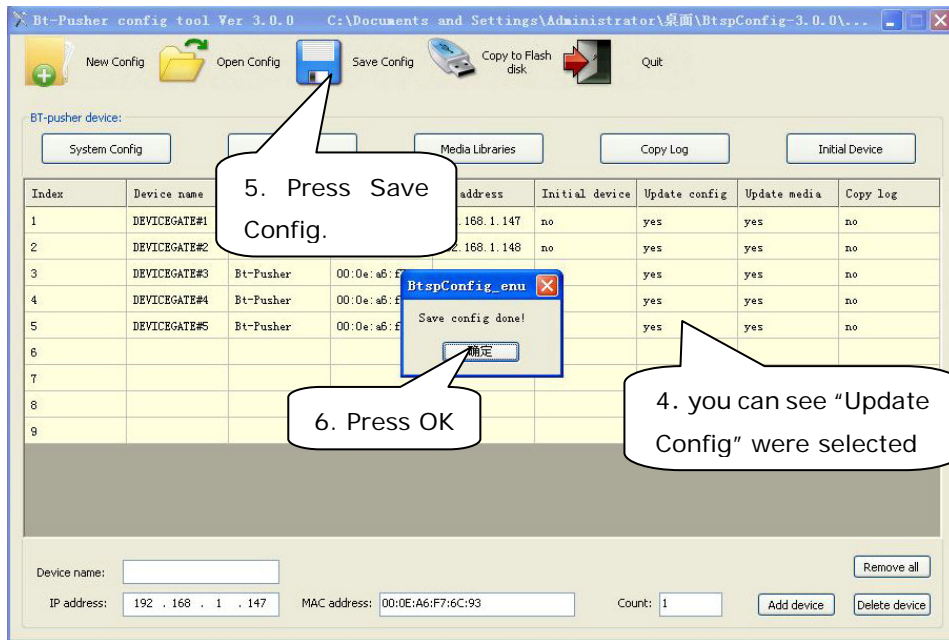 Bt-Pusher config tool Ver 3.0.0 C:\Documents and Settings\Administrator\桌面\BtspConfig-3.0.0\...
New Config Open Config Save Config Copy to Flash disk Quit
BT-pusher device:
System Config Media Libraries Copy Log Initial Device
5. Press Save
Config.
Index Device name address Initial device Update config Update media Copy log
1 DEVICEGATE#1 .168.1.147 no yes yes no
2 DEVICEGATE#2 2.168.1.148 no yes yes no
3 DEVICEGATE#3 Bt-Pusher 00:0e:a6:f yes yes no
4 DEVICEGATE#4 Bt-Pusher 00:0e:a6:f yes yes no
5 DEVICEGATE#5 Bt-Pusher 00:0e:a6:f yes yes no
6
7
8
9
BtspConfig_enu
Save config done!
确定
6. Press OK
4. you can see “Update
Config” were selected
Device name: Remove all
IP address: 192 . 168 . 1 . 147 MAC address: 00:0E:A6:F7:6C:93 Count: 1 Add device Delete device